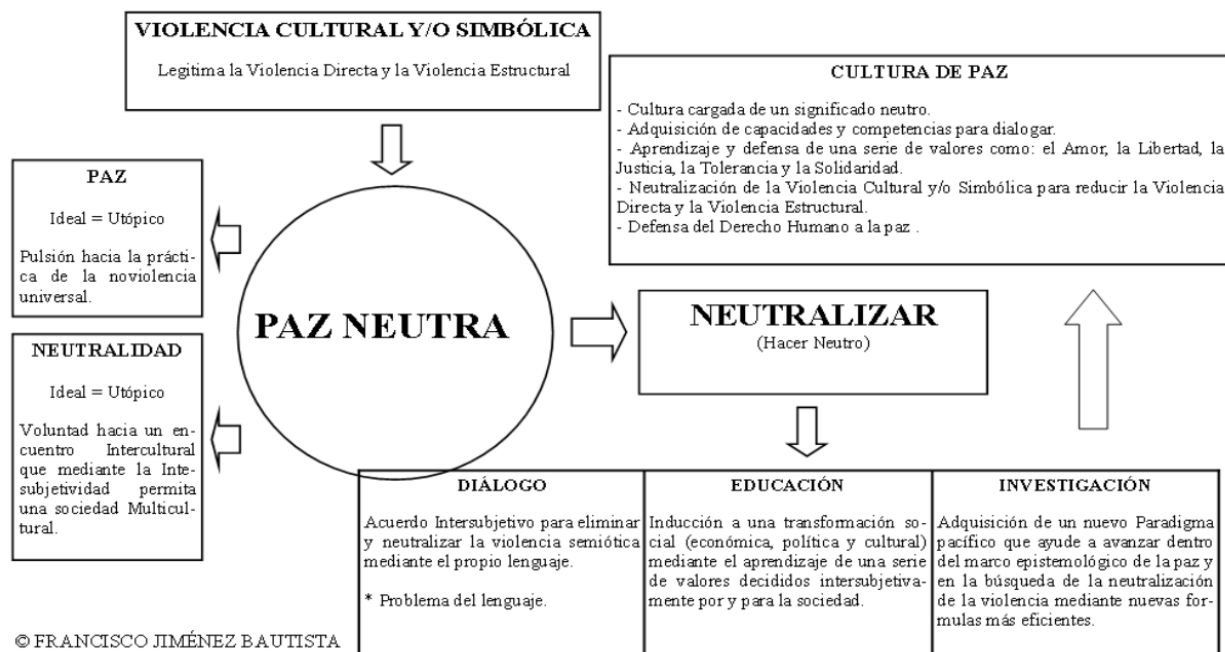 VIOLENCIA CULTURAL Y/O SIMBÓLICA
Legitima la Violencia Directa y la Violencia Estructural
CULTURA DE PAZ
- Cultura cargada de un significado neutro.
- Adquisición de capacidades y competencias para dialogar.
- Aprendizaje y defensa de una serie de valores como: el Amor, la Libertad, la
Justicia, la Tolerancia y la Solidaridad.
- Neutralización de la Violencia Cultural y/o Simbólica para reducir la Violencia
Directa y la Violencia Estructural.
- Defensa del Derecho Humano a la paz .
PAZ
Ideal = Utópico
Pulsión hacia la prácti-
ca de la noviolencia
universal.
NEUTRALIDAD
Ideal = Utópico
Voluntad hacia un en-
cuentro Intercultural
que mediante la Inte-
subjetividad permita
una sociedad Multicul-
tural.
PAZ NEUTRA
NEUTRALIZAR
(Hacer Neutro)
DIÁLOGO
Acuerdo Intersubjetivo para eliminar
y neutralizar la violencia semiótica
mediante el propio lenguaje.
* Problema del lenguaje.
EDUCACIÓN
Inducción a una transformación so-
cial (económica, política y cultural)
mediante el aprendizaje de una serie
de valores decididos intersubjetiva-
mente por y para la sociedad.
INVESTIGACIÓN
Adquisición de un nuevo Paradigma
pacífico que ayude a avanzar dentro
del marco epistemológico de la paz y
en la búsqueda de la neutralización
de la violencia mediante nuevas for-
mulas más eficientes.
© FRANCISCO JIMÉNEZ BAUTISTA